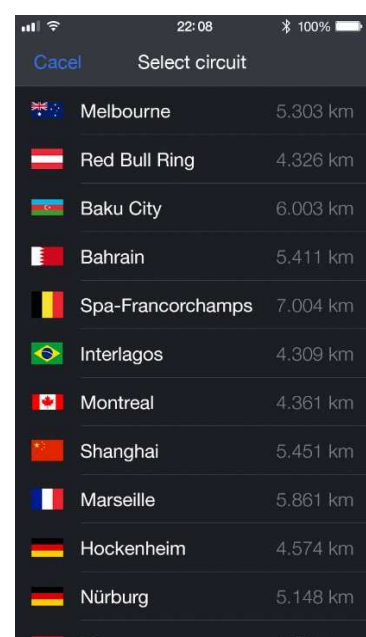 22:08 100%
Cacel Select circuit
Melbourne 5.303 km
Red Bull Ring 4.326 km
Baku City 6.003 km
Bahrain 5.411 km
Spa-Francorchamps 7.004 km
Interlagos 4.309 km
Montreal 4.361 km
Shanghai 5.451 km
Marseille 5.861 km
Hockenheim 4.574 km
Nürburg 5.148 km